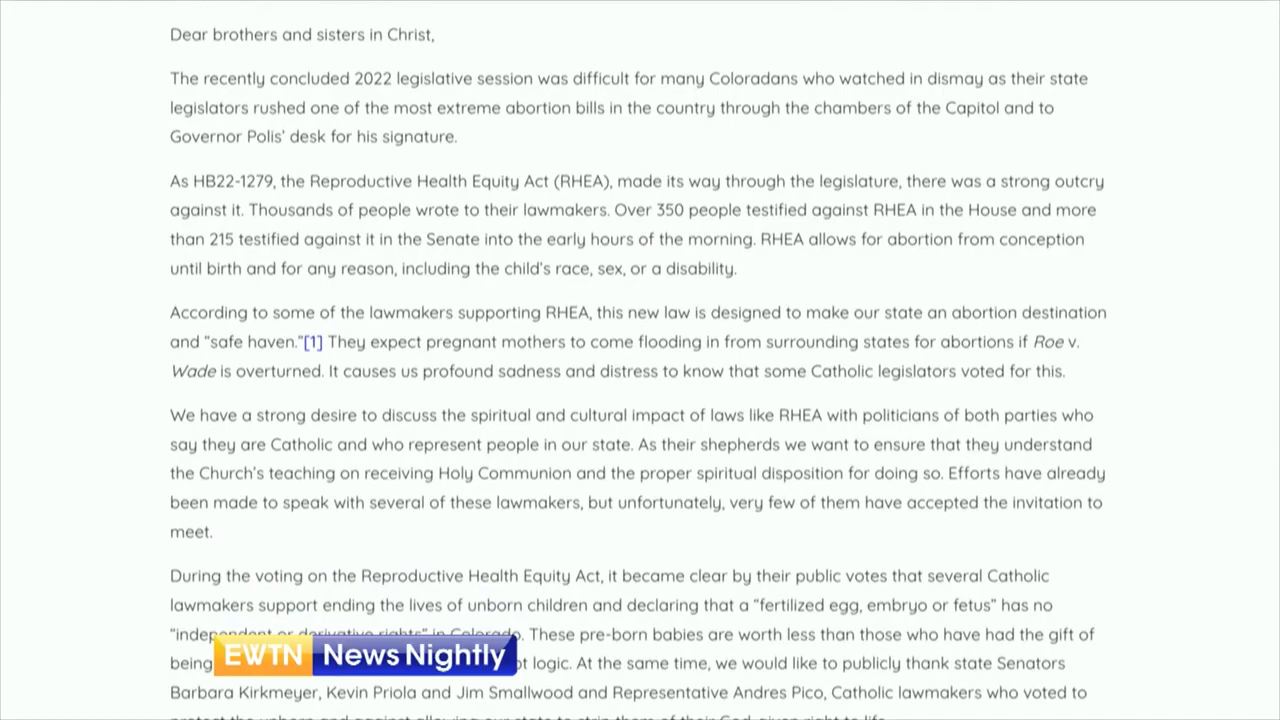 Dear brothers and sisters in Christ,
The recently concluded 2022 legislative session was difficult for many Coloradans who watched in dismay as their state
legislators rushed one of the most extreme abortion bills in the country through the chambers of the Capitol and to
Governor Polis’ desk for his signature.
As HB22-1279, the Reproductive Health Equity Act (RHEA), made its way through the legislature, there was a strong outcry
against it. Thousands of people wrote to their lawmakers. Over 350 people testified against RHEA in the House and more
than 215 testified against it in the Senate into the early hours of the morning. RHEA allows for abortion from conception
until birth and for any reason, including the child’s race, sex, or a disability.
According to some of the lawmakers supporting RHEA, this new law is designed to make our state an abortion destination
and “safe haven.”[1] They expect pregnant mothers to come flooding in from surrounding states for abortions if Roe v.
Wade is overturned. It causes us profound sadness and distress to know that some Catholic legislators voted for this.
We have a strong desire to discuss the spiritual and cultural impact of laws like RHEA with politicians of both parties who
say they are Catholic and who represent people in our state. As their shepherds we want to ensure that they understand
the Church’s teaching on receiving Holy Communion and the proper spiritual disposition for doing so. Efforts have already
been made to speak with several of these lawmakers, but unfortunately, very few of them have accepted the invitation to
meet.
During the voting on the Reproductive Health Equity Act, it became clear by their public votes that several Catholic
lawmakers support ending the lives of unborn children and declaring that a “fertilized egg, embryo or fetus” has no
“independent or derivative rights” in Colorado. These pre-born babies are worth less than those who have had the gift of
being logic. At the same time, we would like to publicly thank state Senators
EWTN News Nightly
Barbara Kirkmeyer, Kevin Priola and Jim Smallwood and Representative Andres Pico, Catholic lawmakers who voted to